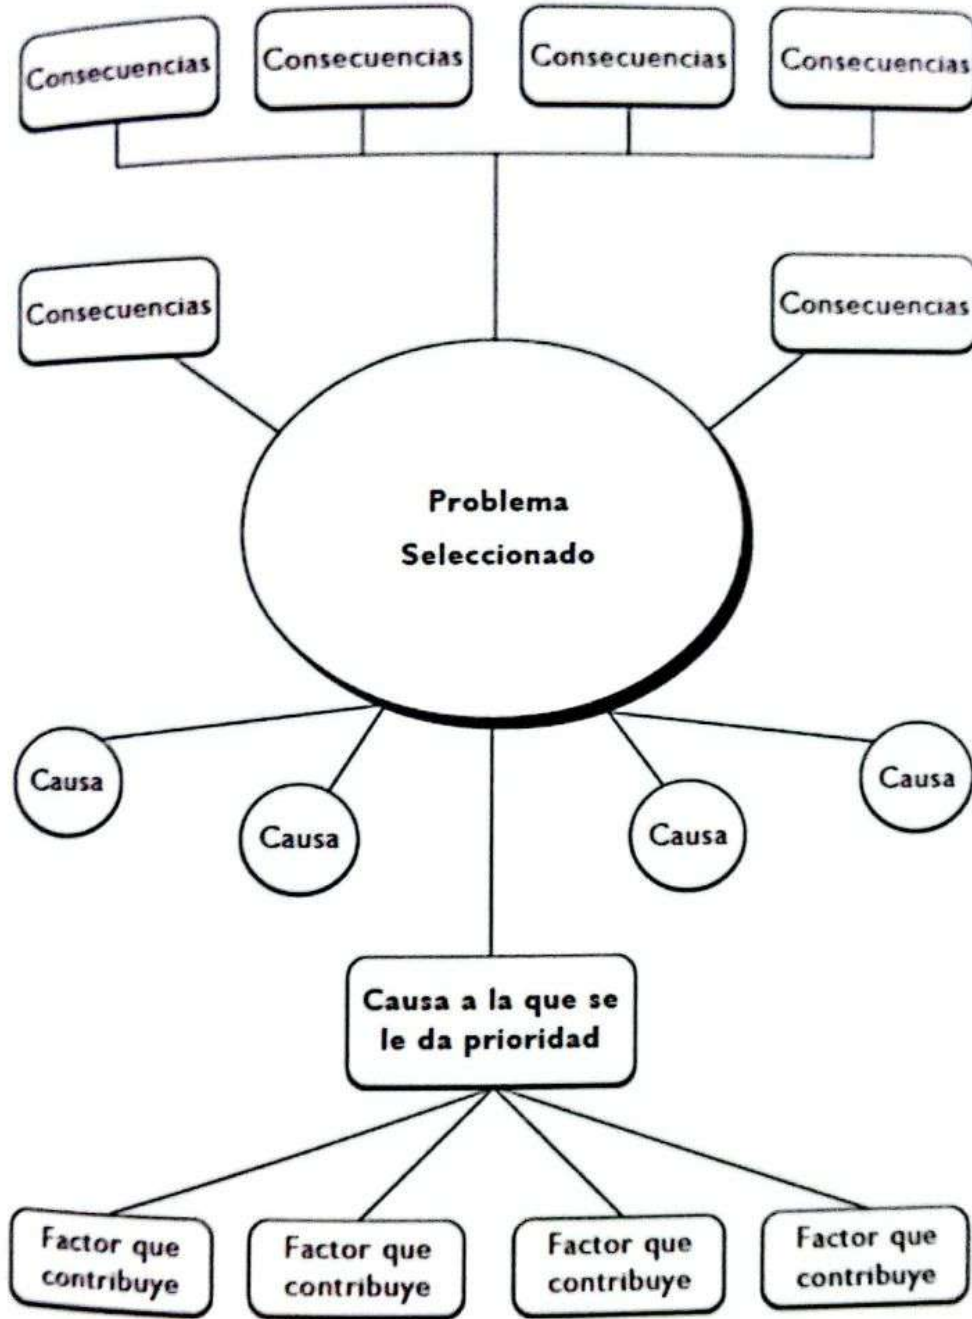 Consecuencias
Consecuencias
Consecuencias
Consecuencias
Consecuencias
Consecuencias
Problema
Seleccionado
Causa
Causa
Causa
Causa
Causa a la que se
le da prioridad
Factor que
contribuye
Factor que
contribuye
Factor que
contribuye
Factor que
contribuye